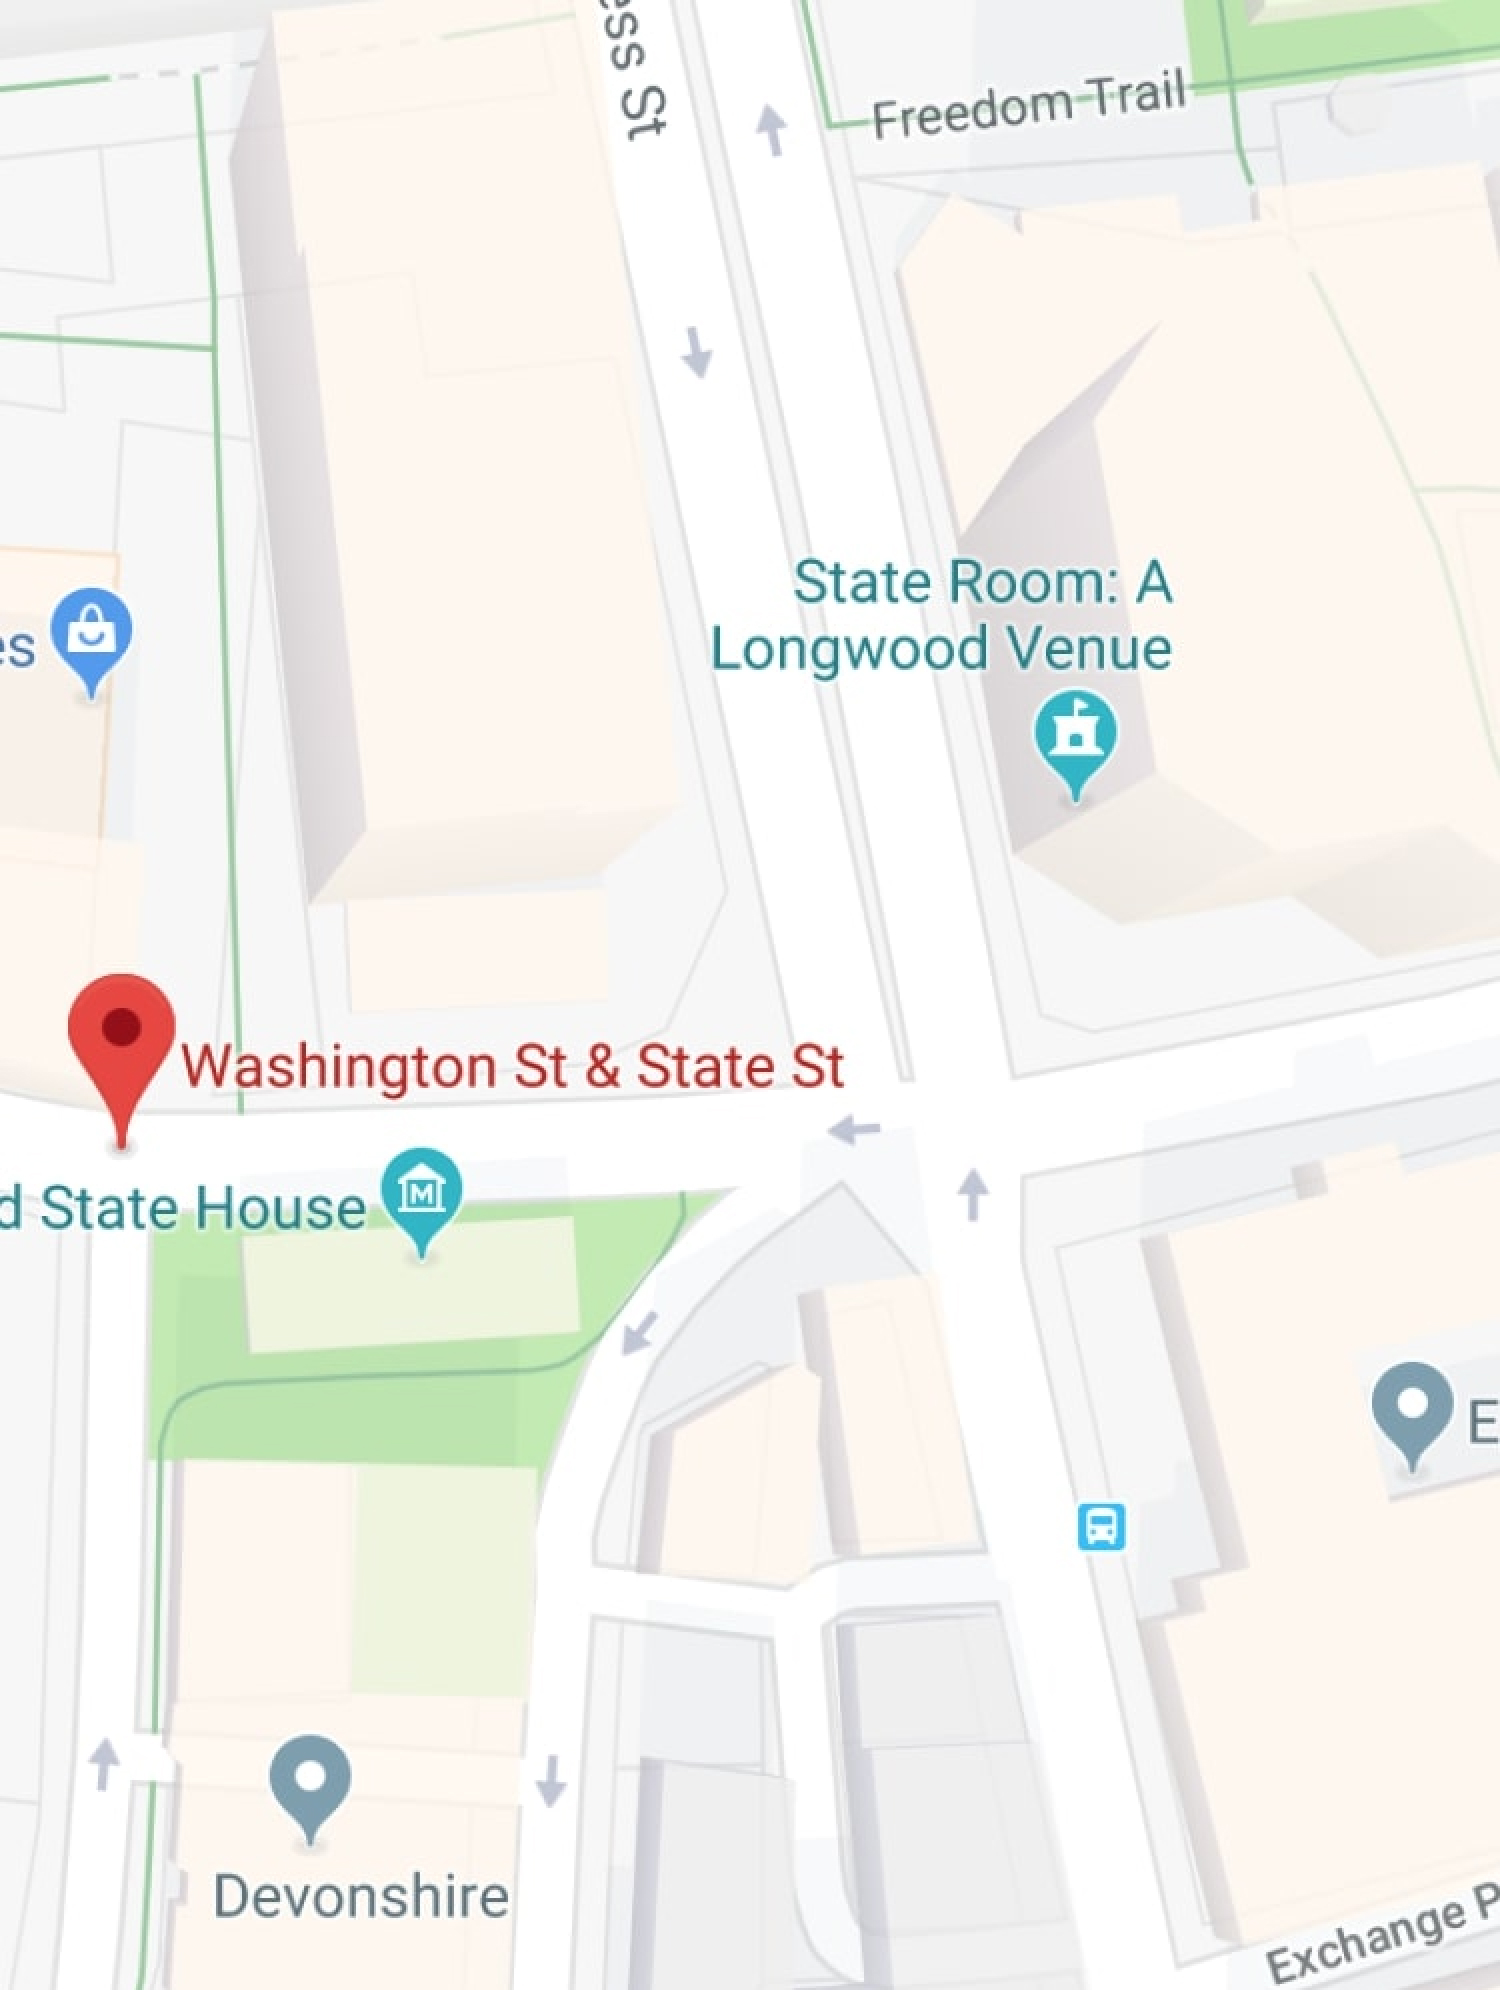 ess St
Freedom Trail
State Room: A
Longwood Venue
es
Washington St & State St
d State House
M
E
Devonshire
Exchange P